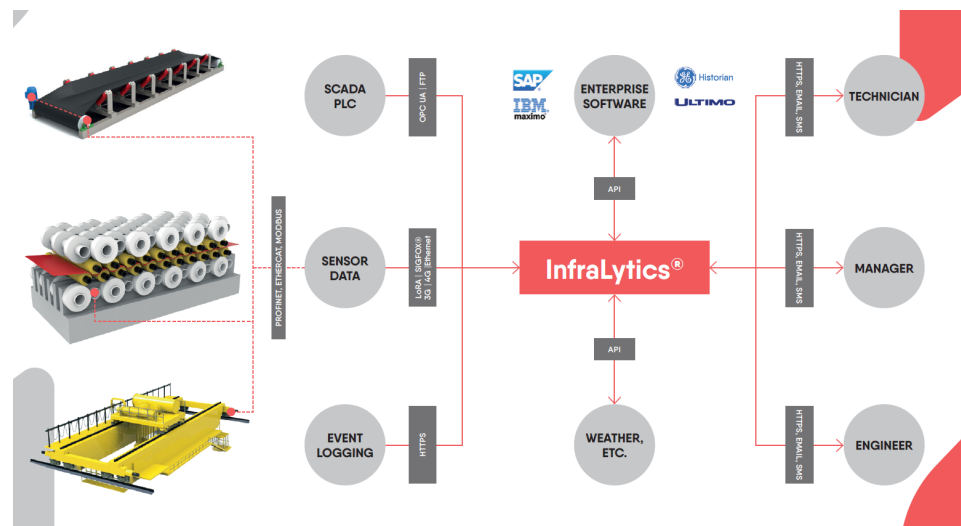 SCADA
PLC
OPC UA | FTP
SAP
IBM
maximo
ENTERPRISE
SOFTWARE
GE Historian
ULTIMO
HTTPS, EMAIL, SMS
TECHNICIAN
API
PROFINET, ETHERCAT, MODBUS
SENSOR
DATA
LoRA | SIGFOX®
3G | 4G |Ethernet
InfraLytics®
HTTPS, EMAIL, SMS
MANAGER
API
EVENT
LOGGING
HTTPS
WEATHER,
ETC.
HTTPS, EMAIL, SMS
ENGINEER